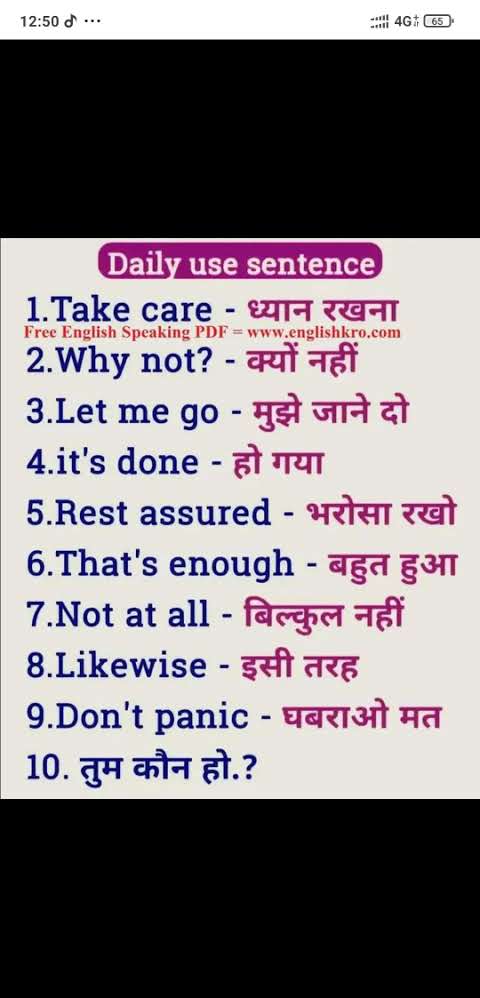 12:50 ...
4G 65
Daily use sentence
1.Take care - ध्यान रखना
Free English Speaking PDF = www.englishkro.com
2.Why not? - क्यों नहीं
3.Let me go - मुझे जाने दो
4.it's done - हो गया
5.Rest assured - भरोसा रखो
6.That's enough - बहुत हुआ
7.Not at all - बिल्कुल नहीं
8.Likewise - इसी तरह
9.Don't panic - घबराओ मत
10. तुम कौन हो.?